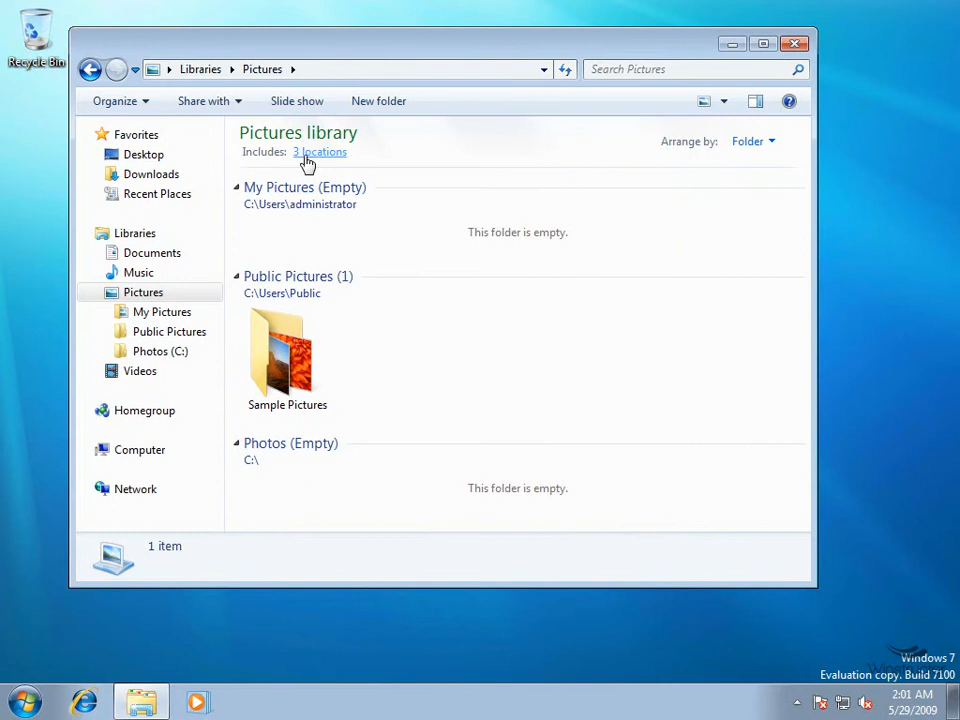 Recycle Bin
Libraries Pictures
Search Pictures
Organize Share with Slide show New folder
Pictures library
Includes: 3 locations
Arrange by: Folder
Favorites
Desktop
Downloads
Recent Places
Libraries
Documents
Music
Pictures
My Pictures
Public Pictures
Photos (C:)
Videos
Homegroup
Computer
Network
My Pictures (Empty)
C:\Users\administrator
This folder is empty.
Public Pictures (1)
C:\Users\Public
Sample Pictures
Photos (Empty)
C:\
This folder is empty.
1 item
Windows 7
Evaluation copy. Build 7100
2:01 AM
5/29/2009